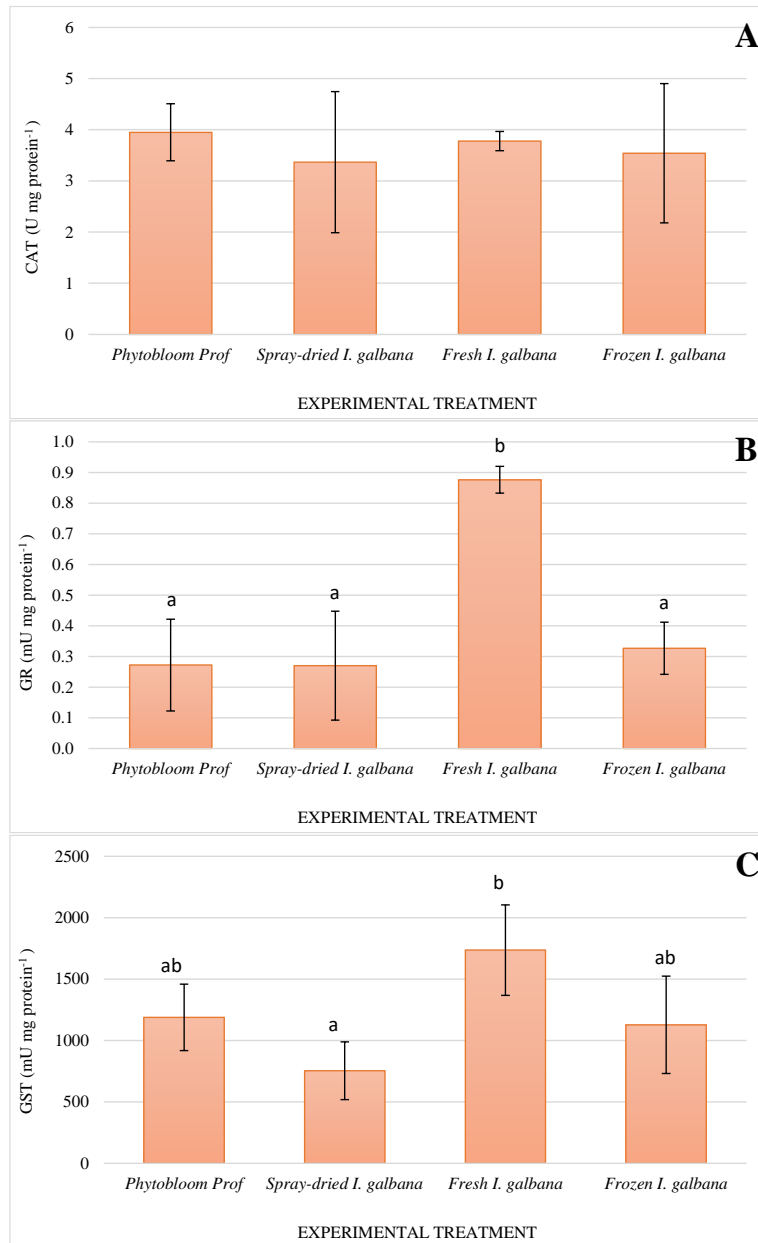 A
6
5
4
3
2
1
0
CAT (U mg protein⁻¹)
Phytobloom Prof Spray-dried I. galbana Fresh I. galbana Frozen I. galbana
EXPERIMENTAL TREATMENT
B
1.0
0.9
0.8
0.7
0.6
0.5
0.4
0.3
0.2
0.1
0.0
GR (mU mg protein⁻¹)
a a b a
Phytobloom Prof Spray-dried I. galbana Fresh I. galbana Frozen I. galbana
EXPERIMENTAL TREATMENT
C
2500
2000
1500
1000
500
0
GST (mU mg protein⁻¹)
ab a b ab
Phytobloom Prof Spray-dried I. galbana Fresh I. galbana Frozen I. galbana
EXPERIMENTAL TREATMENT